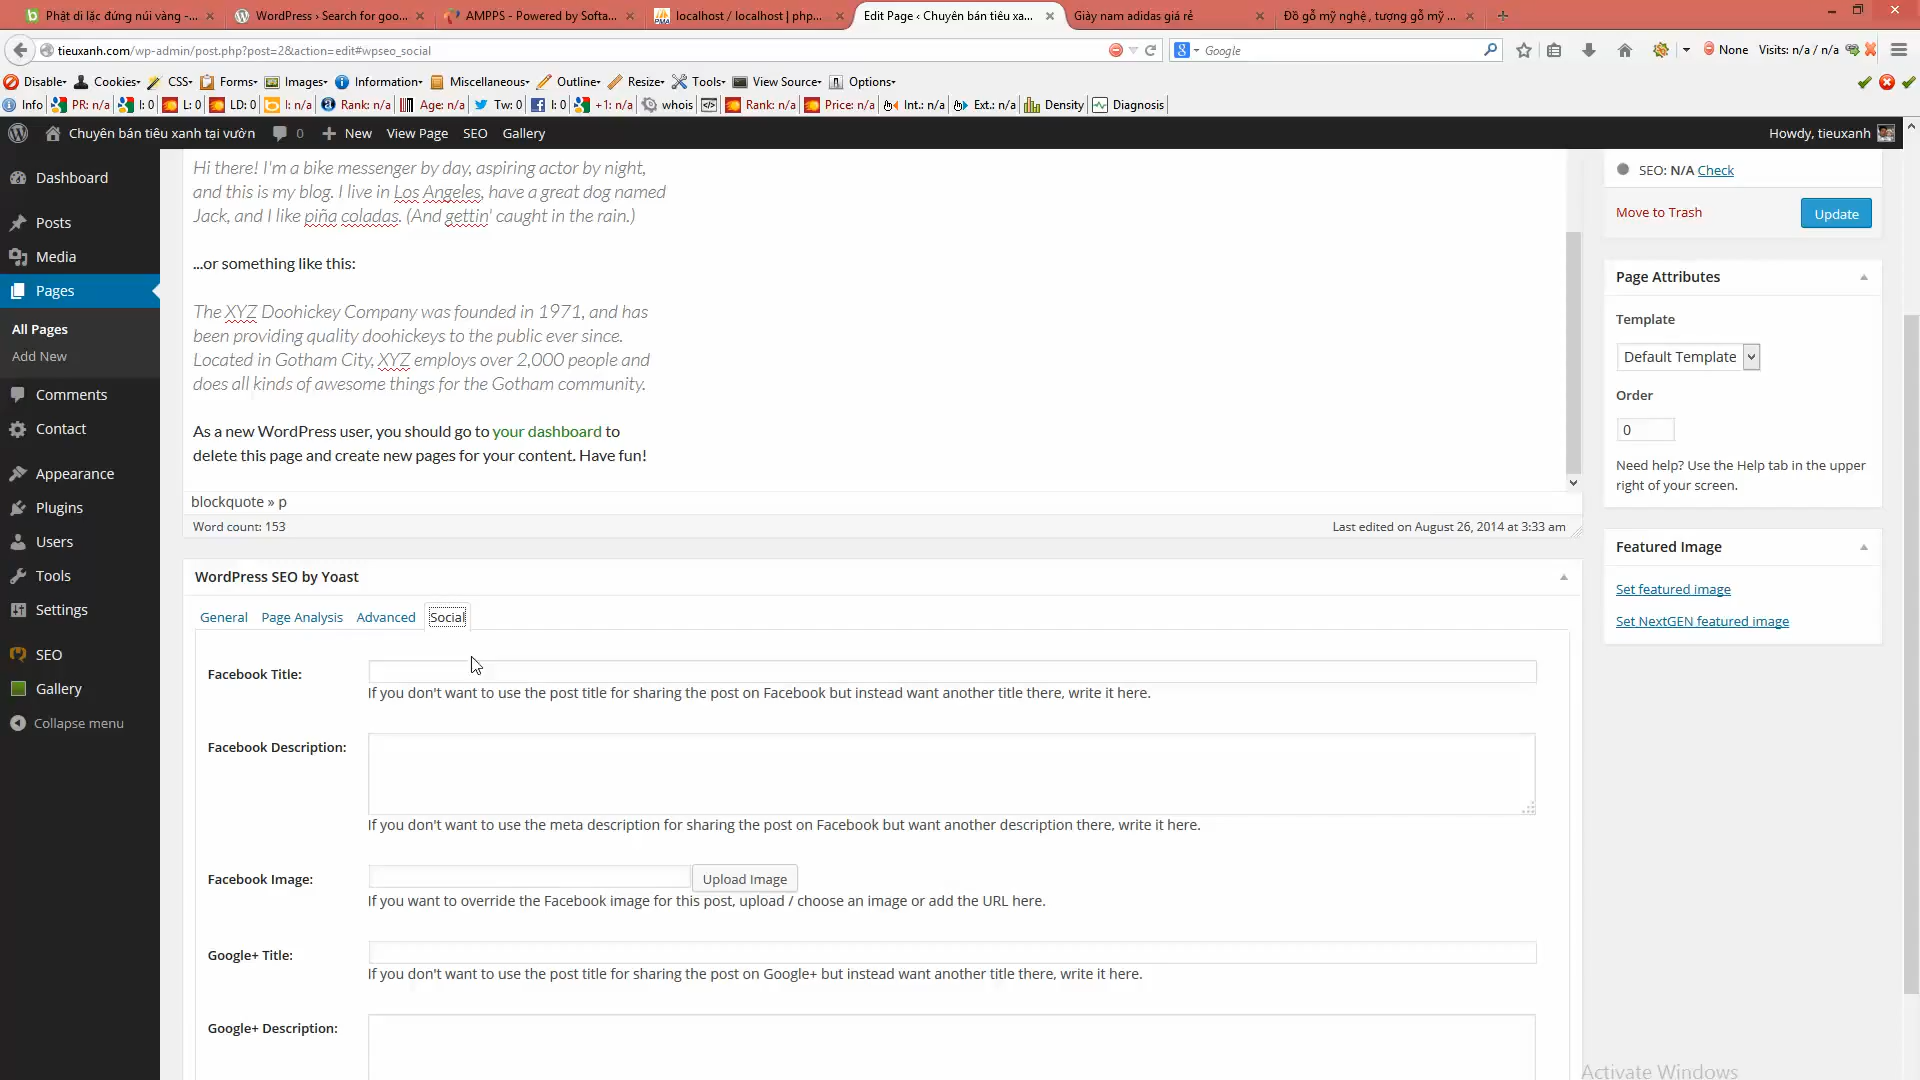 Phật di lặc đứng núi vàng -...
WordPress › Search for goo...
AMPPS - Powered by Softa...
localhost / localhost | php...
Edit Page ‹ Chuyên bán tiêu xa...
Giày nam adidas giá rẻ
Đồ gỗ mỹ nghệ , tượng gỗ mỹ ...
tieuxanh.com/wp-admin/post.php?post=2&action=edit#wpseo_social
Google
None Visits: n/a / n/a
Disable Cookies CSS Forms Images Information Miscellaneous Outline Resize Tools View Source Options
Info PR: n/a I: 0 L: 0 LD: 0 I: n/a Rank: n/a Age: n/a Tw: 0 I: 0 +1: n/a whois Rank: n/a Price: n/a Int.: n/a Ext.: n/a Density Diagnosis
Chuyên bán tiêu xanh tại vườn 0 New View Page SEO Gallery Howdy, tieuxanh
Dashboard
Posts
Media
Pages
All Pages
Add New
Comments
Contact
Appearance
Plugins
Users
Tools
Settings
SEO
Gallery
Collapse menu
Hi there! I'm a bike messenger by day, aspiring actor by night,
and this is my blog. I live in Los Angeles, have a great dog named
Jack, and I like piña coladas. (And gettin' caught in the rain.)
...or something like this:
The XYZ Doohickey Company was founded in 1971, and has
been providing quality doohickeys to the public ever since.
Located in Gotham City, XYZ employs over 2,000 people and
does all kinds of awesome things for the Gotham community.
As a new WordPress user, you should go to your dashboard to
delete this page and create new pages for your content. Have fun!
blockquote » p
Word count: 153
Last edited on August 26, 2014 at 3:33 am
WordPress SEO by Yoast
General Page Analysis Advanced Social
Facebook Title:
If you don't want to use the post title for sharing the post on Facebook but instead want another title there, write it here.
Facebook Description:
If you don't want to use the meta description for sharing the post on Facebook but want another description there, write it here.
Facebook Image:
Upload Image
If you want to override the Facebook image for this post, upload / choose an image or add the URL here.
Google+ Title:
If you don't want to use the post title for sharing the post on Google+ but instead want another title there, write it here.
Google+ Description:
SEO: N/A Check
Move to Trash
Update
Page Attributes
Template
Default Template
Order
0
Need help? Use the Help tab in the upper
right of your screen.
Featured Image
Set featured image
Set NextGEN featured image
Activate Windows